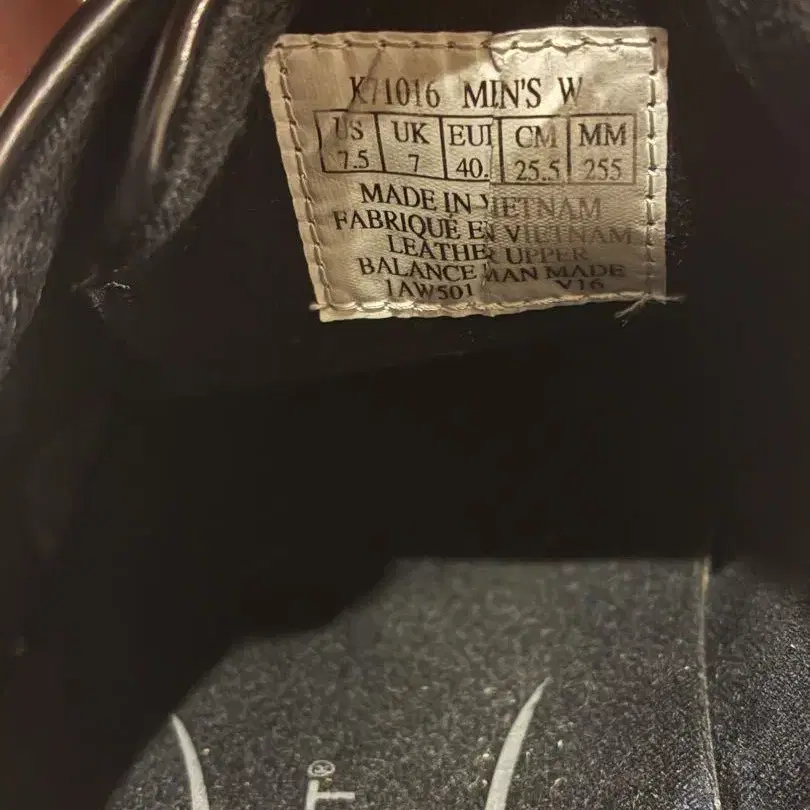 K71016 MEN'S W
US UK EUR CM MM
7.5 7 40. 25.5 255
MADE IN VIETNAM
FABRIQUÉ EN VIETNAM
LEATHER UPPER
BALANCE MAN MADE
1AW501 V16
T®